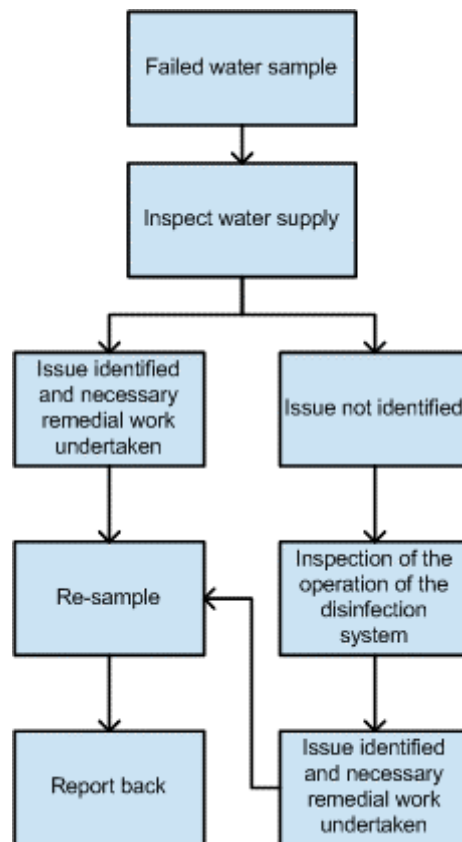 Failed water sample
Inspect water supply
Issue identified
and necessary
remedial work
undertaken
Issue not identified
Re-sample
Inspection of the
operation of the
disinfection
system
Report back
Issue identified
and necessary
remedial work
undertaken